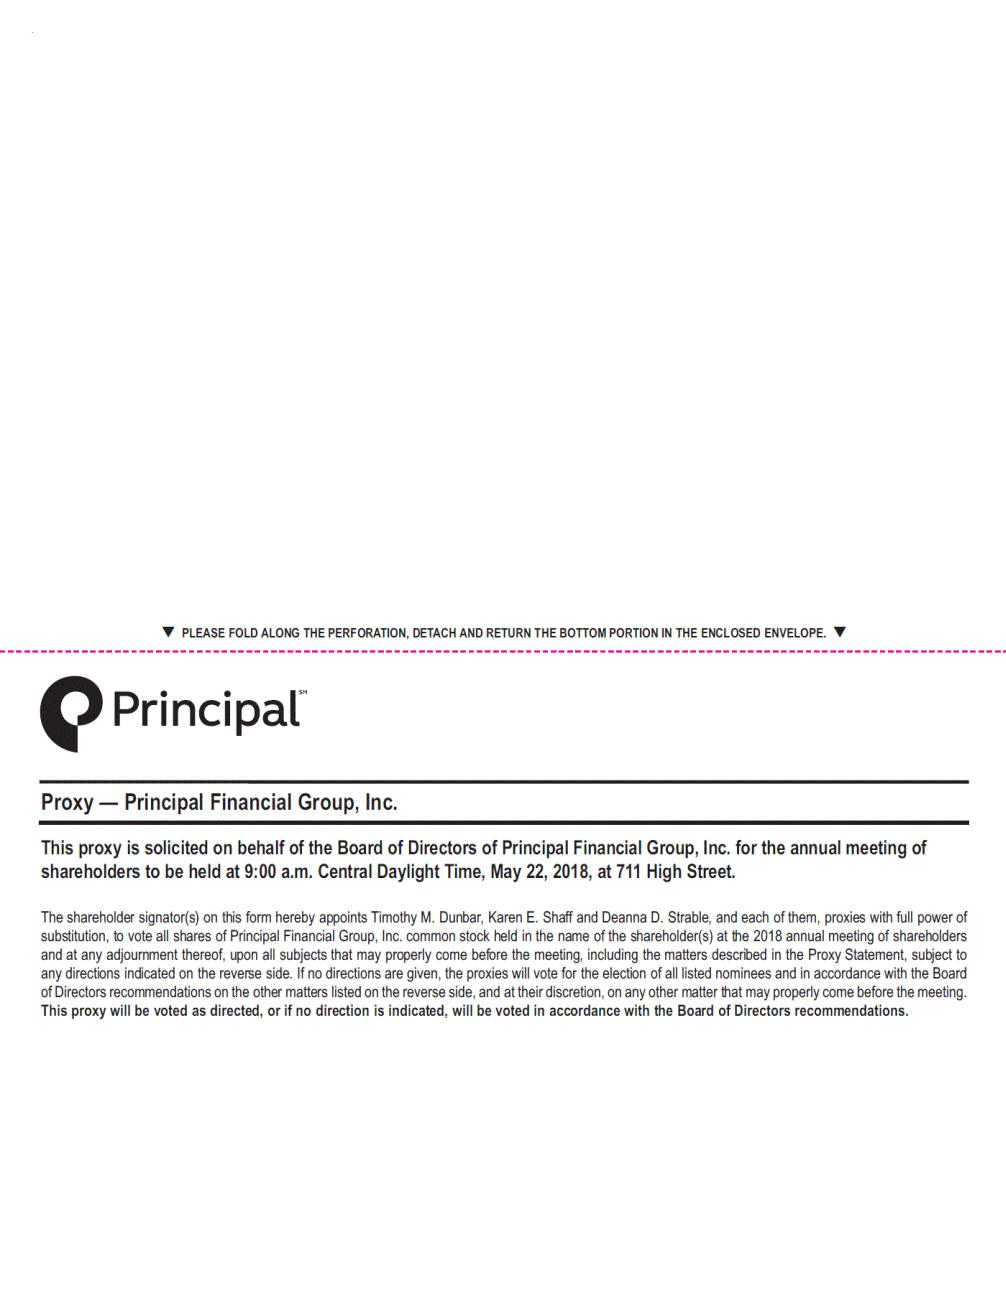 ▼ PLEASE FOLD ALONG THE PERFORATION, DETACH AND RETURN THE BOTTOM PORTION IN THE ENCLOSED ENVELOPE. ▼
Principal℠
Proxy — Principal Financial Group, Inc.
This proxy is solicited on behalf of the Board of Directors of Principal Financial Group, Inc. for the annual meeting of
shareholders to be held at 9:00 a.m. Central Daylight Time, May 22, 2018, at 711 High Street.
The shareholder signator(s) on this form hereby appoints Timothy M. Dunbar, Karen E. Shaff and Deanna D. Strable, and each of them, proxies with full power of
substitution, to vote all shares of Principal Financial Group, Inc. common stock held in the name of the shareholder(s) at the 2018 annual meeting of shareholders
and at any adjournment thereof, upon all subjects that may properly come before the meeting, including the matters described in the Proxy Statement, subject to
any directions indicated on the reverse side. If no directions are given, the proxies will vote for the election of all listed nominees and in accordance with the Board
of Directors recommendations on the other matters listed on the reverse side, and at their discretion, on any other matter that may properly come before the meeting.
This proxy will be voted as directed, or if no direction is indicated, will be voted in accordance with the Board of Directors recommendations.